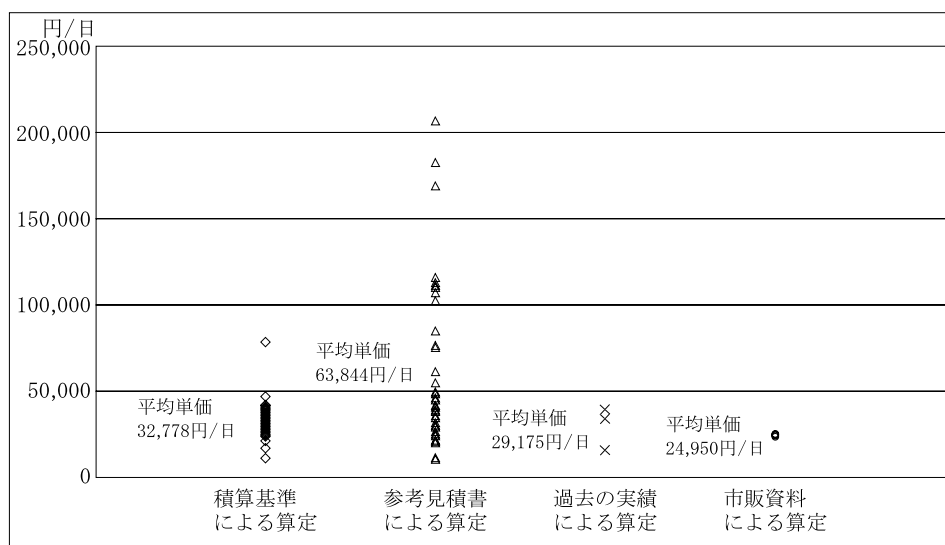 円/日
250,000
200,000
150,000
100,000
50,000
0
平均単価
32,778円/日
平均単価
63,844円/日
平均単価
29,175円/日
平均単価
24,950円/日
積算基準
による算定
参考見積書
による算定
過去の実績
による算定
市販資料
による算定